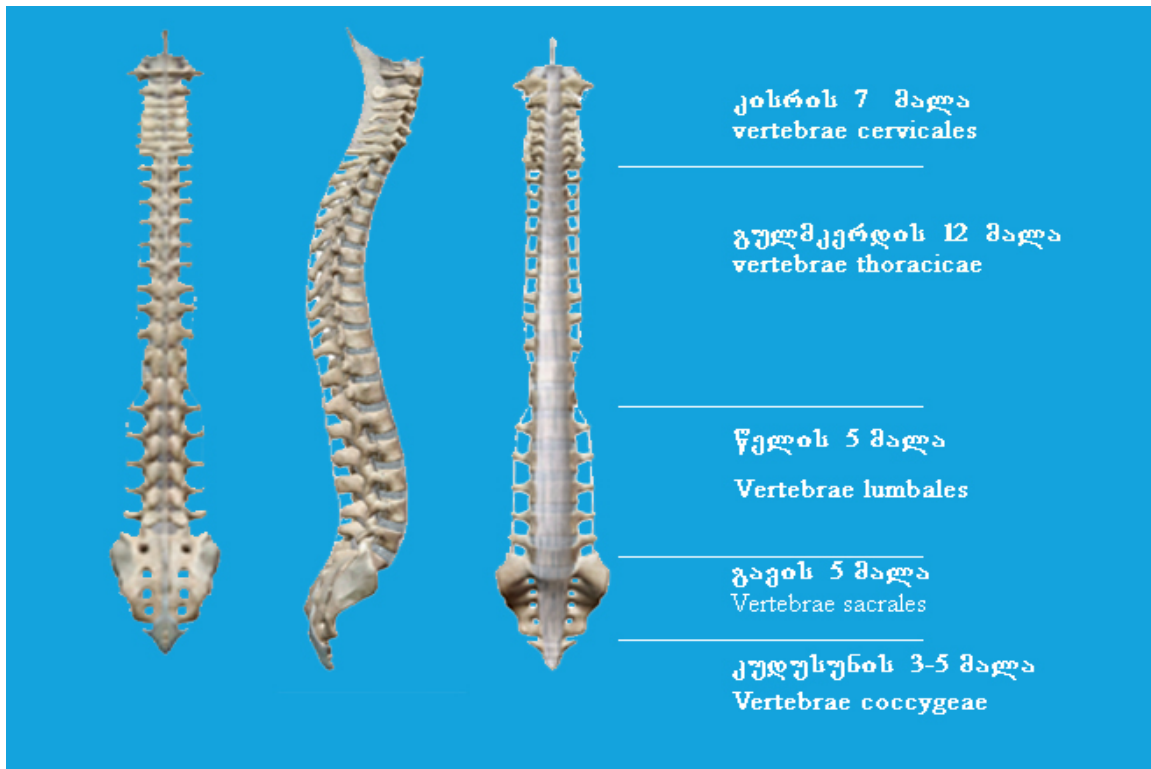 კისრის 7 მალა
vertebrae cervicales
გულმკერდის 12 მალა
vertebrae thoracicae
წელის 5 მალა
Vertebrae lumbales
გავის 5 მალა
Vertebrae sacrales
კუდუსუნის 3-5 მალა
Vertebrae coccygeae